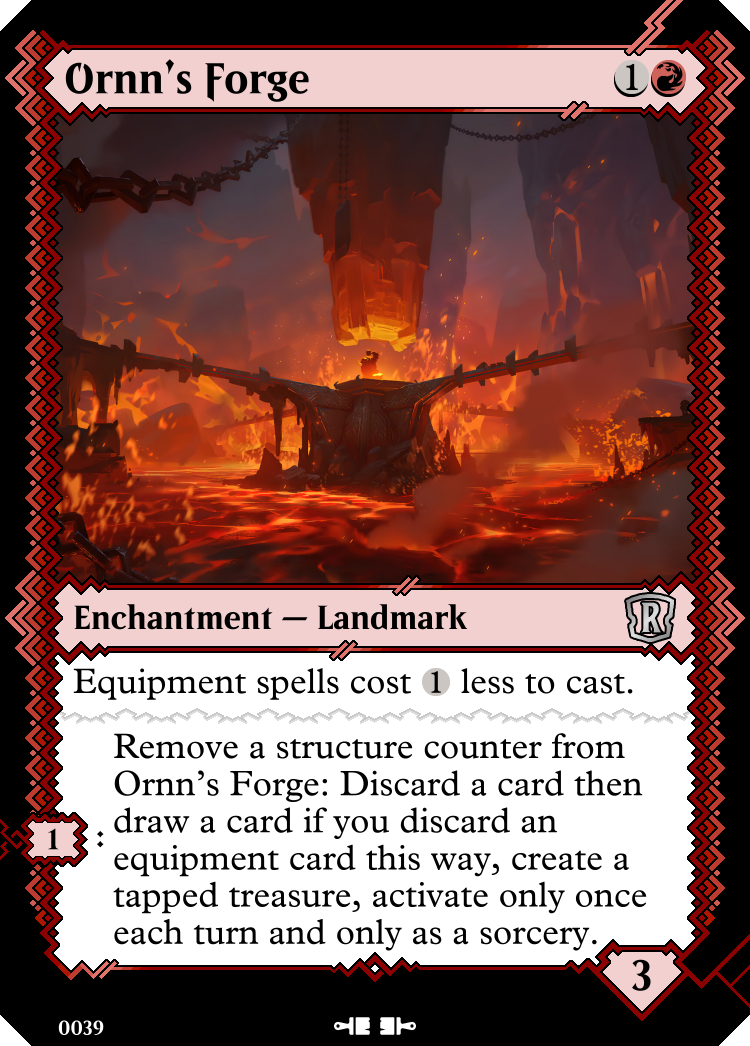 Ornn's Forge 1
Enchantment — Landmark R
Equipment spells cost 1 less to cast.
Remove a structure counter from
Ornn's Forge: Discard a card then
draw a card if you discard an
1 : equipment card this way, create a
tapped treasure, activate only once
each turn and only as a sorcery.
3
0039